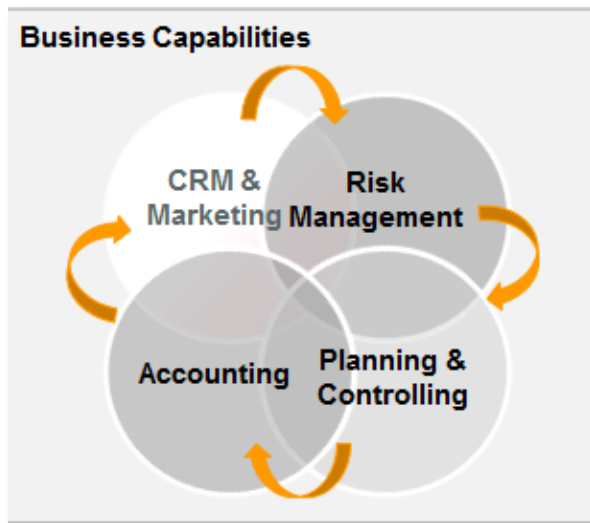 Business Capabilities
CRM &
Marketing
Risk
Management
Accounting
Planning &
Controlling